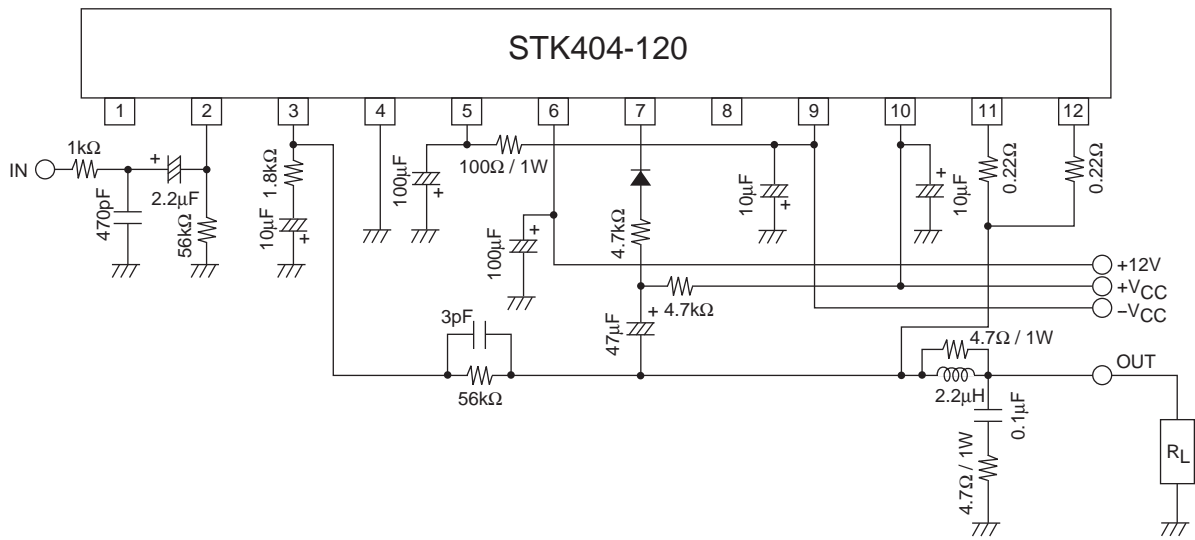 STK404-120
1 2 3 4 5 6 7 8 9 10 11 12
IN
1kΩ
470pF
+
2.2µF
56kΩ
1.8kΩ
10µF
+
100µF
+
100Ω / 1W
100µF
+
4.7kΩ
10µF
+
10µF
+
0.22Ω
0.22Ω
+12V
+VCC
–VCC
4.7kΩ
47µF
+
3pF
56kΩ
4.7Ω / 1W
2.2µH
OUT
0.1µF
4.7Ω / 1W
RL